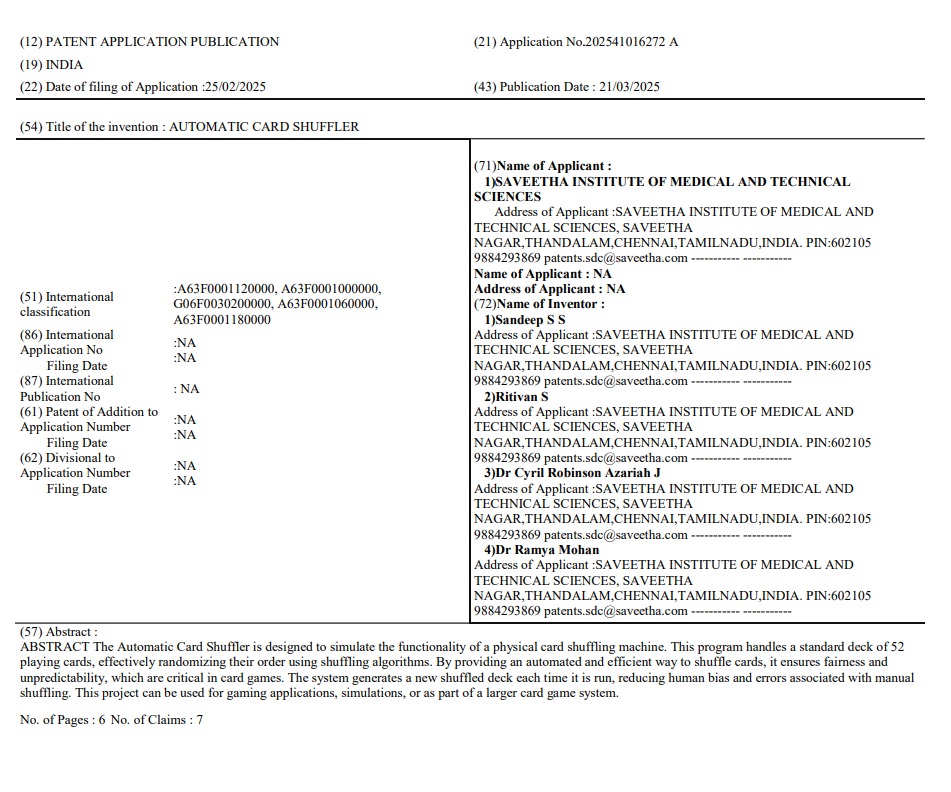 (12) PATENT APPLICATION PUBLICATION
(21) Application No.202541016272 A
(19) INDIA
(22) Date of filing of Application :25/02/2025
(43) Publication Date : 21/03/2025
(54) Title of the invention : AUTOMATIC CARD SHUFFLER
(51) International
classification
:A63F0001120000, A63F0001000000,
G06F0030200000, A63F0001060000,
A63F0001180000
(86) International
Application No
Filing Date
:NA
:NA
(87) International
Publication No
: NA
(61) Patent of Addition to
Application Number
Filing Date
:NA
:NA
(62) Divisional to
Application Number
Filing Date
:NA
:NA
(71)Name of Applicant :
1)SAVEETHA INSTITUTE OF MEDICAL AND TECHNICAL
SCIENCES
Address of Applicant :SAVEETHA INSTITUTE OF MEDICAL AND
TECHNICAL SCIENCES, SAVEETHA
NAGAR,THANDALAM,CHENNAI,TAMILNADU,INDIA. PIN:602105
9884293869 patents.sdc@saveetha.com ----------- -----------
Name of Applicant : NA
Address of Applicant : NA
(72)Name of Inventor :
1)Sandeep S S
Address of Applicant :SAVEETHA INSTITUTE OF MEDICAL AND
TECHNICAL SCIENCES, SAVEETHA
NAGAR,THANDALAM,CHENNAI,TAMILNADU,INDIA. PIN:602105
9884293869 patents.sdc@saveetha.com ----------- -----------
2)Ritivan S
Address of Applicant :SAVEETHA INSTITUTE OF MEDICAL AND
TECHNICAL SCIENCES, SAVEETHA
NAGAR,THANDALAM,CHENNAI,TAMILNADU,INDIA. PIN:602105
9884293869 patents.sdc@saveetha.com ----------- -----------
3)Dr Cyril Robinson Azariah J
Address of Applicant :SAVEETHA INSTITUTE OF MEDICAL AND
TECHNICAL SCIENCES, SAVEETHA
NAGAR,THANDALAM,CHENNAI,TAMILNADU,INDIA. PIN:602105
9884293869 patents.sdc@saveetha.com ----------- -----------
4)Dr Ramya Mohan
Address of Applicant :SAVEETHA INSTITUTE OF MEDICAL AND
TECHNICAL SCIENCES, SAVEETHA
NAGAR,THANDALAM,CHENNAI,TAMILNADU,INDIA. PIN:602105
9884293869 patents.sdc@saveetha.com ----------- -----------
(57) Abstract :
ABSTRACT The Automatic Card Shuffler is designed to simulate the functionality of a physical card shuffling machine. This program handles a standard deck of 52
playing cards, effectively randomizing their order using shuffling algorithms. By providing an automated and efficient way to shuffle cards, it ensures fairness and
unpredictability, which are critical in card games. The system generates a new shuffled deck each time it is run, reducing human bias and errors associated with manual
shuffling. This project can be used for gaming applications, simulations, or as part of a larger card game system.
No. of Pages : 6 No. of Claims : 7